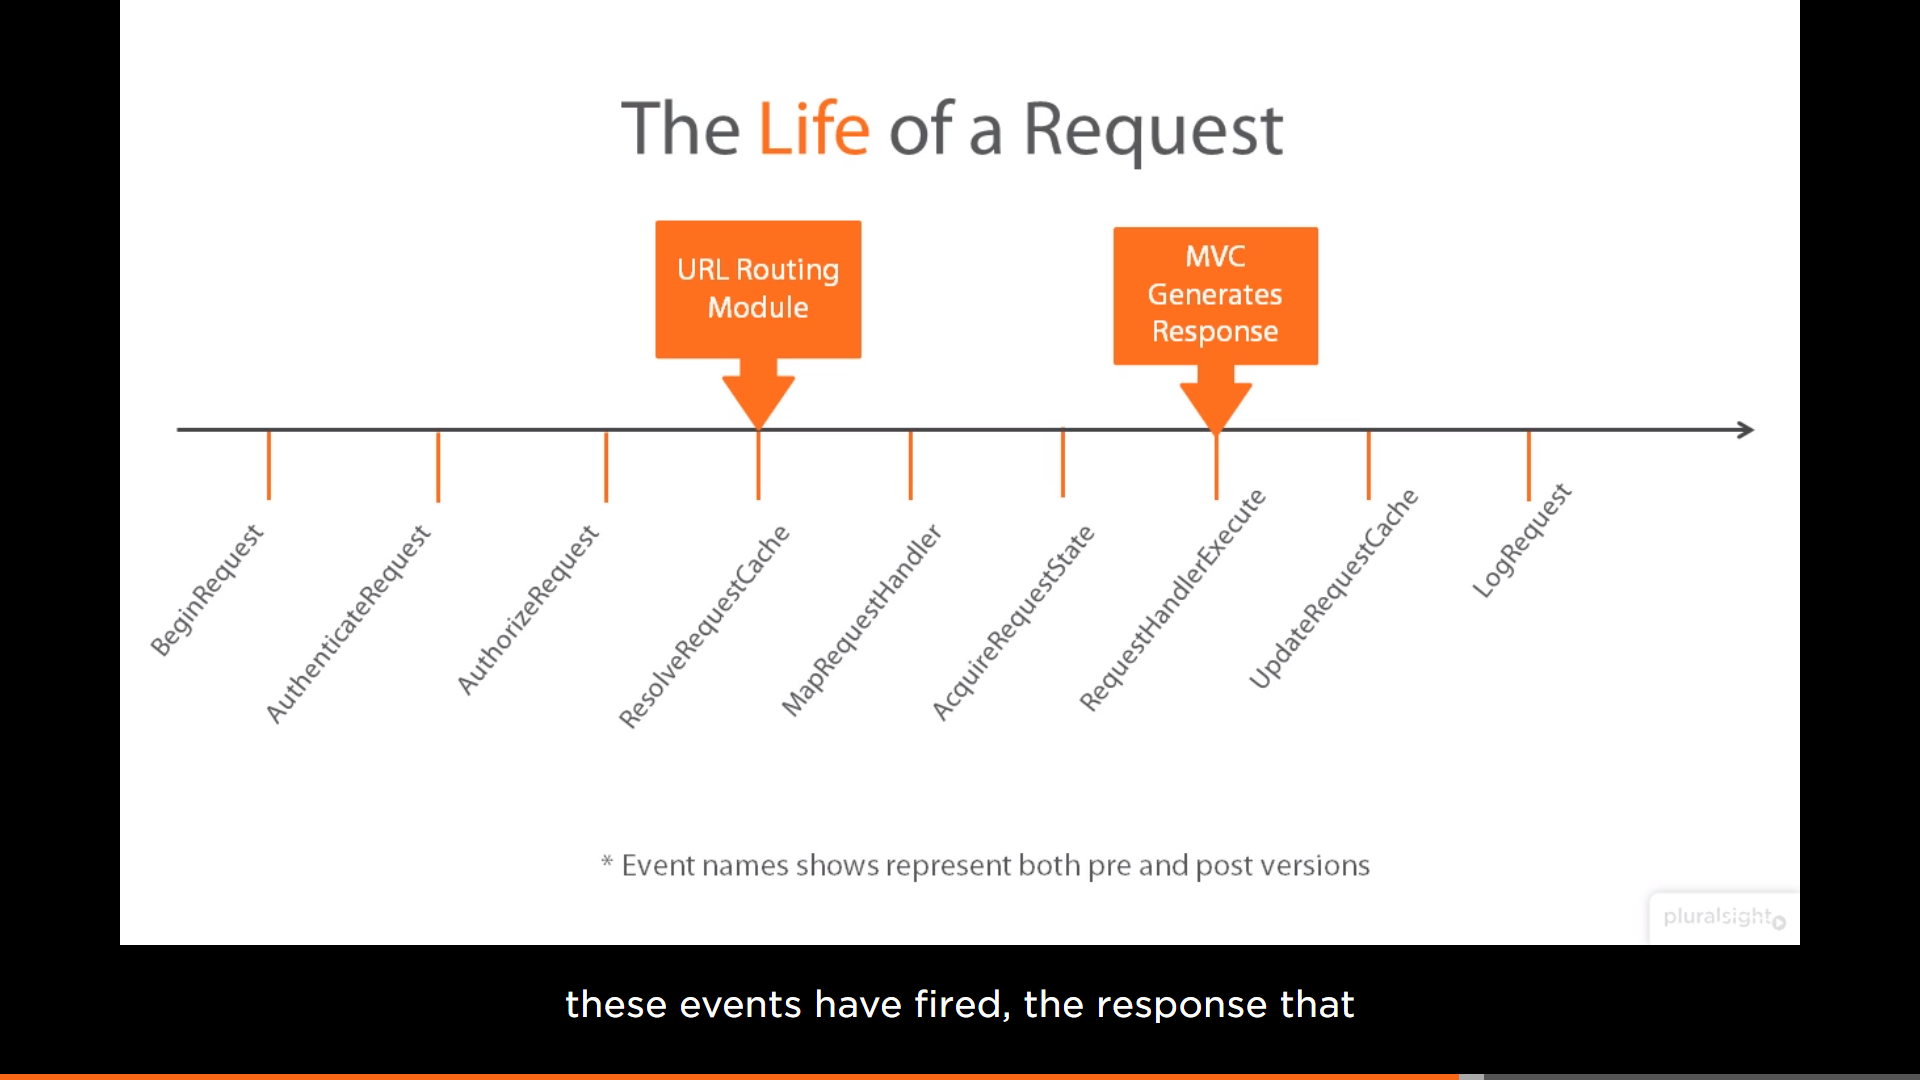 The Life of a Request
URL Routing
Module
MVC
Generates
Response
BeginRequest
AuthenticateRequest
AuthorizeRequest
ResolveRequestCache
MapRequestHandler
AcquireRequestState
RequestHandlerExecute
UpdateRequestCache
LogRequest
* Event names shows represent both pre and post versions
pluralsight
these events have fired, the response that